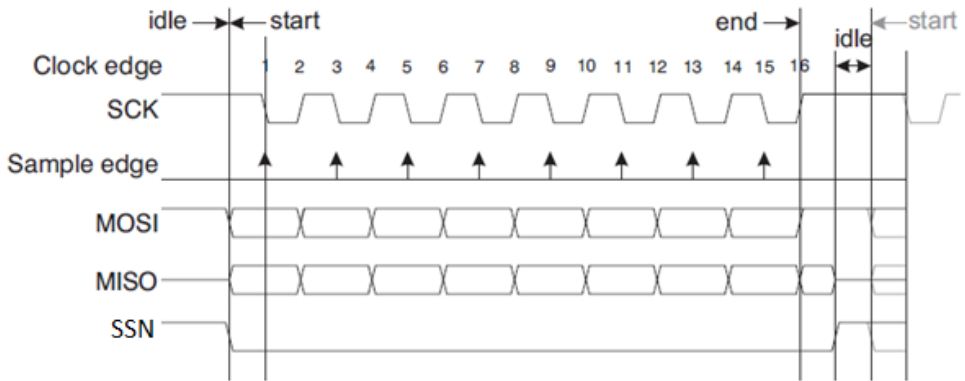 idle start end start
idle
Clock edge 1 2 3 4 5 6 7 8 9 10 11 12 13 14 15 16
SCK
Sample edge
MOSI
MISO
SSN